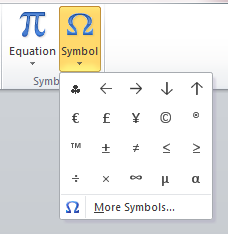 π Ω
Equation Symbol
Symb
♣ ← → ↓ ↑
€ £ ¥ © ®
™ ± ≠ ≤ ≥
÷ × ∞ µ α
Ω More Symbols...